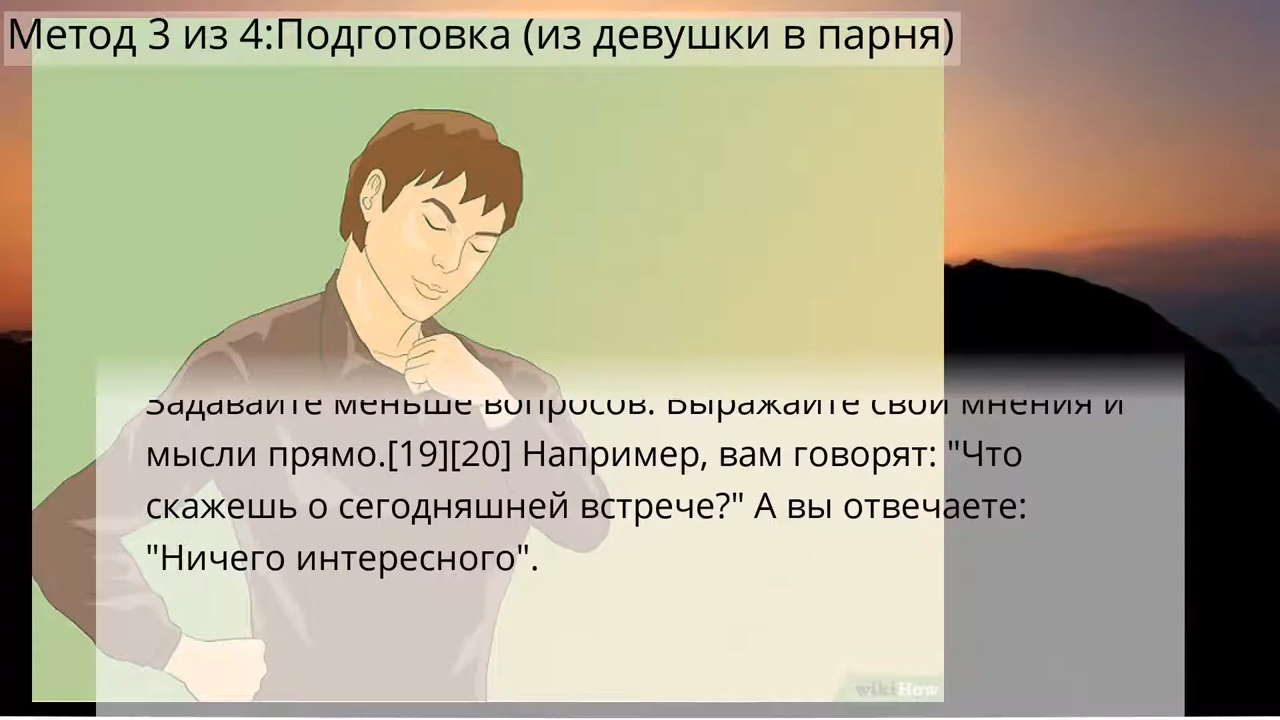 Метод 3 из 4:Подготовка (из девушки в парня)
Задавайте меньше вопросов. Выражайте свои мнения и
мысли прямо.[19][20] Например, вам говорят: "Что
скажешь о сегодняшней встрече?" А вы отвечаете:
"Ничего интересного".
wikiHow